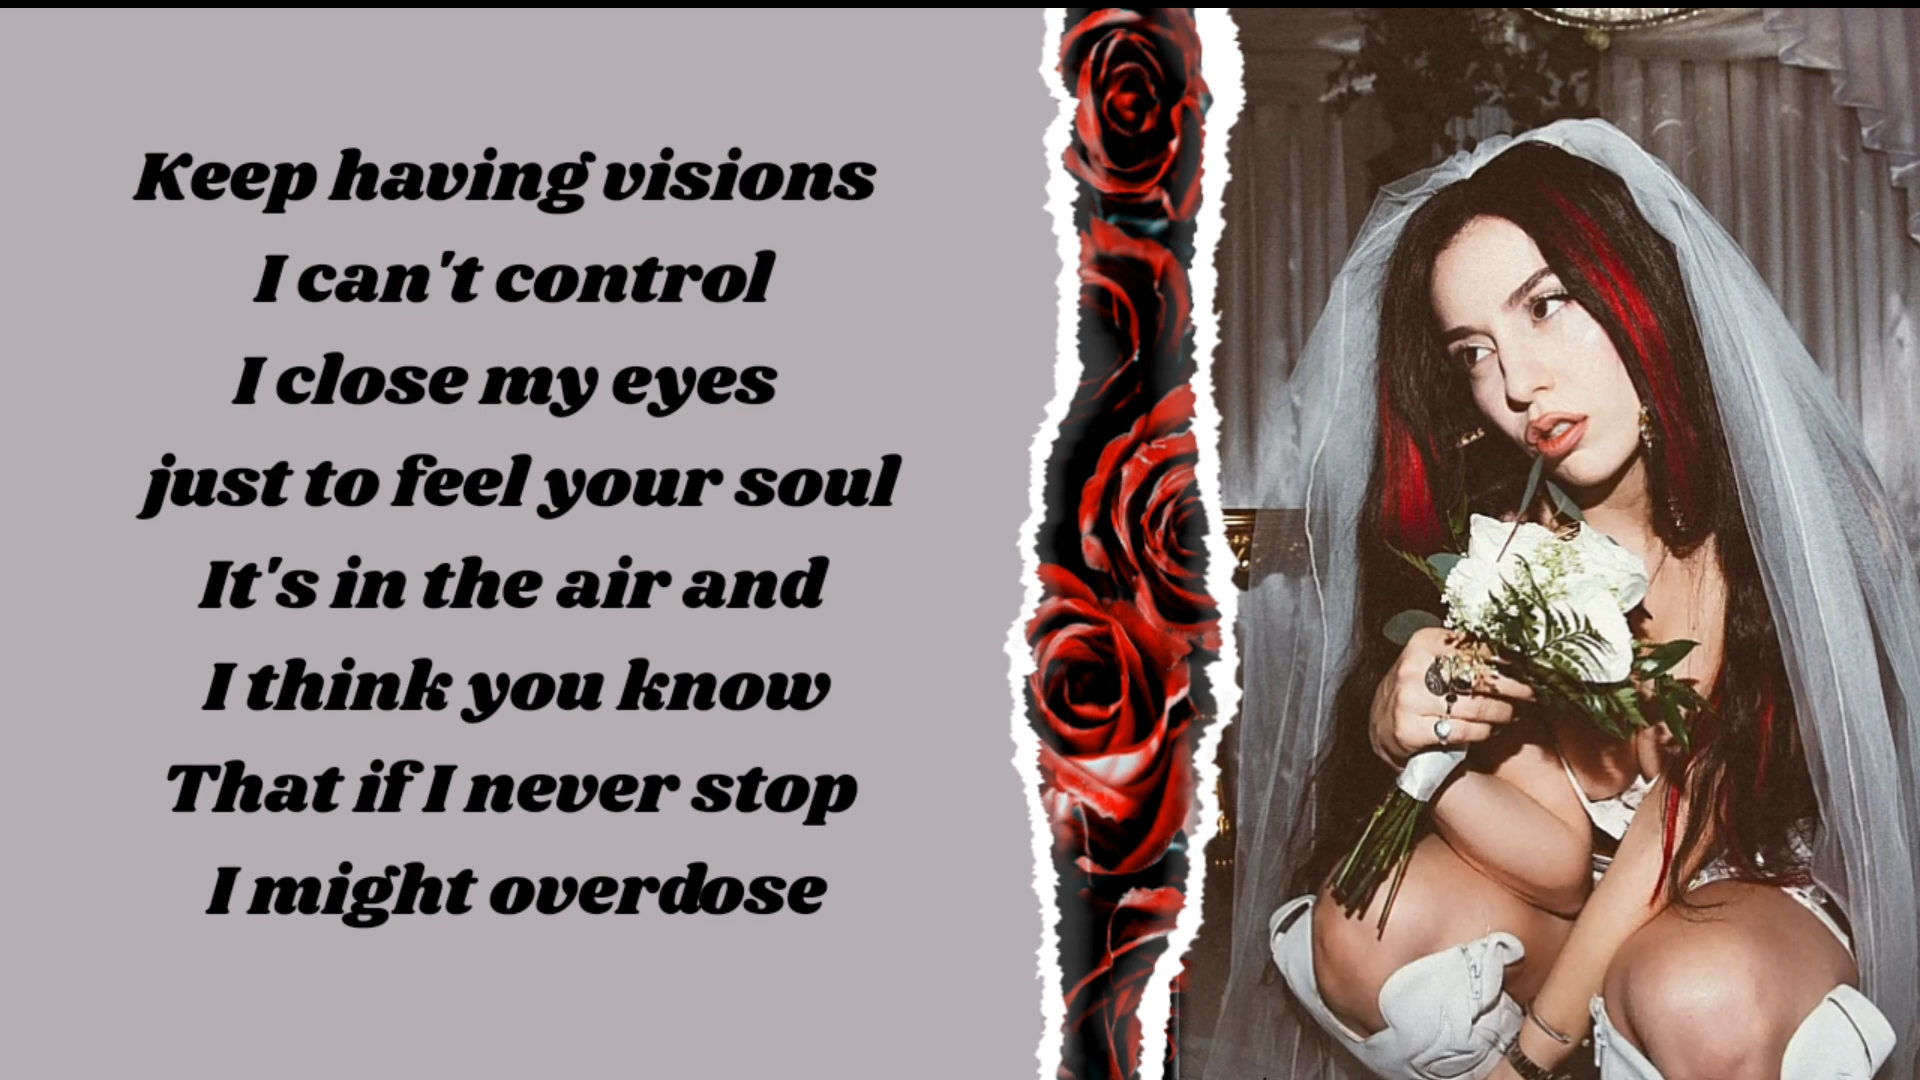 Keep having visions
I can't control
I close my eyes
just to feel your soul
It's in the air and
I think you know
That if I never stop
I might overdose